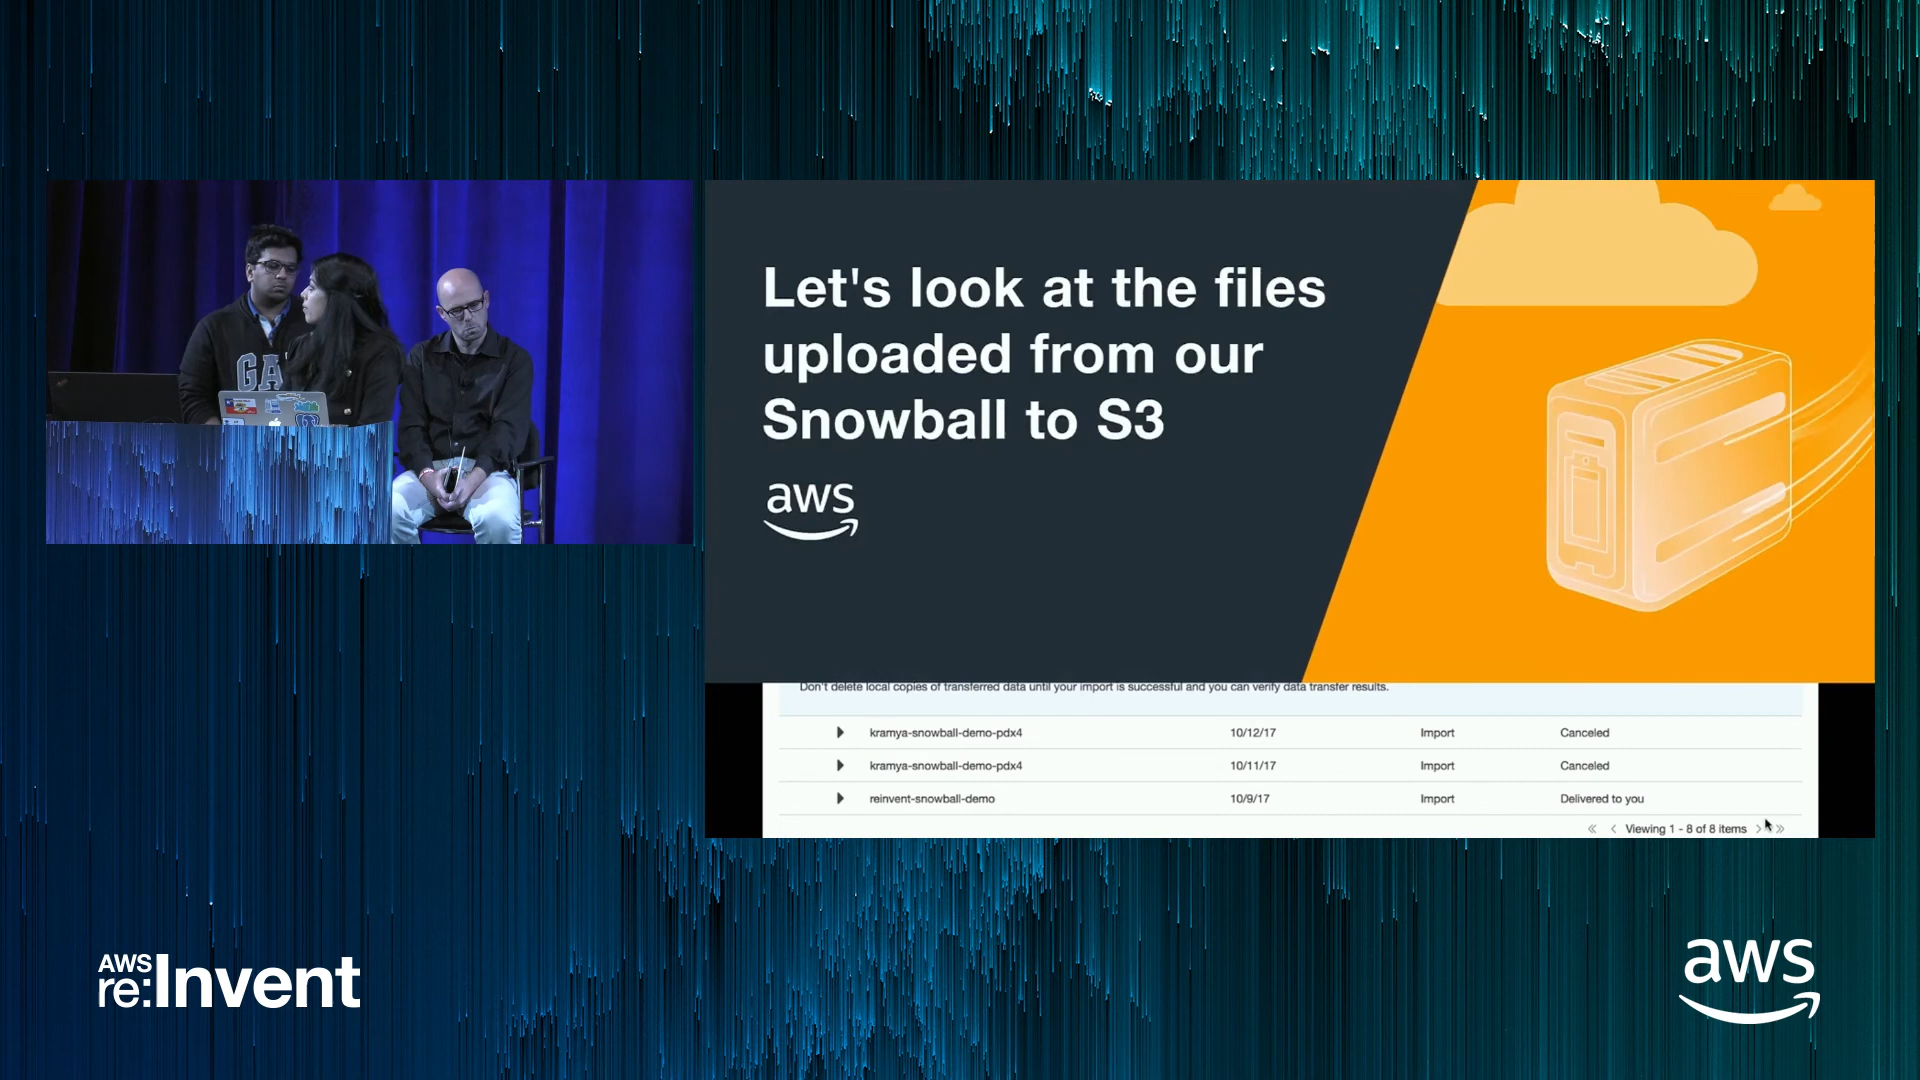 GA
Let's look at the files
uploaded from our
Snowball to S3
aws
Don't delete local copies of transferred data until your import is successful and you can verify data transfer results.
kramya-snowball-demo-pdx4 10/12/17 Import Canceled
kramya-snowball-demo-pdx4 10/11/17 Import Canceled
reinvent-snowball-demo 10/9/17 Import Delivered to you
« ‹ Viewing 1 - 8 of 8 items › »
AWS
re:Invent
aws